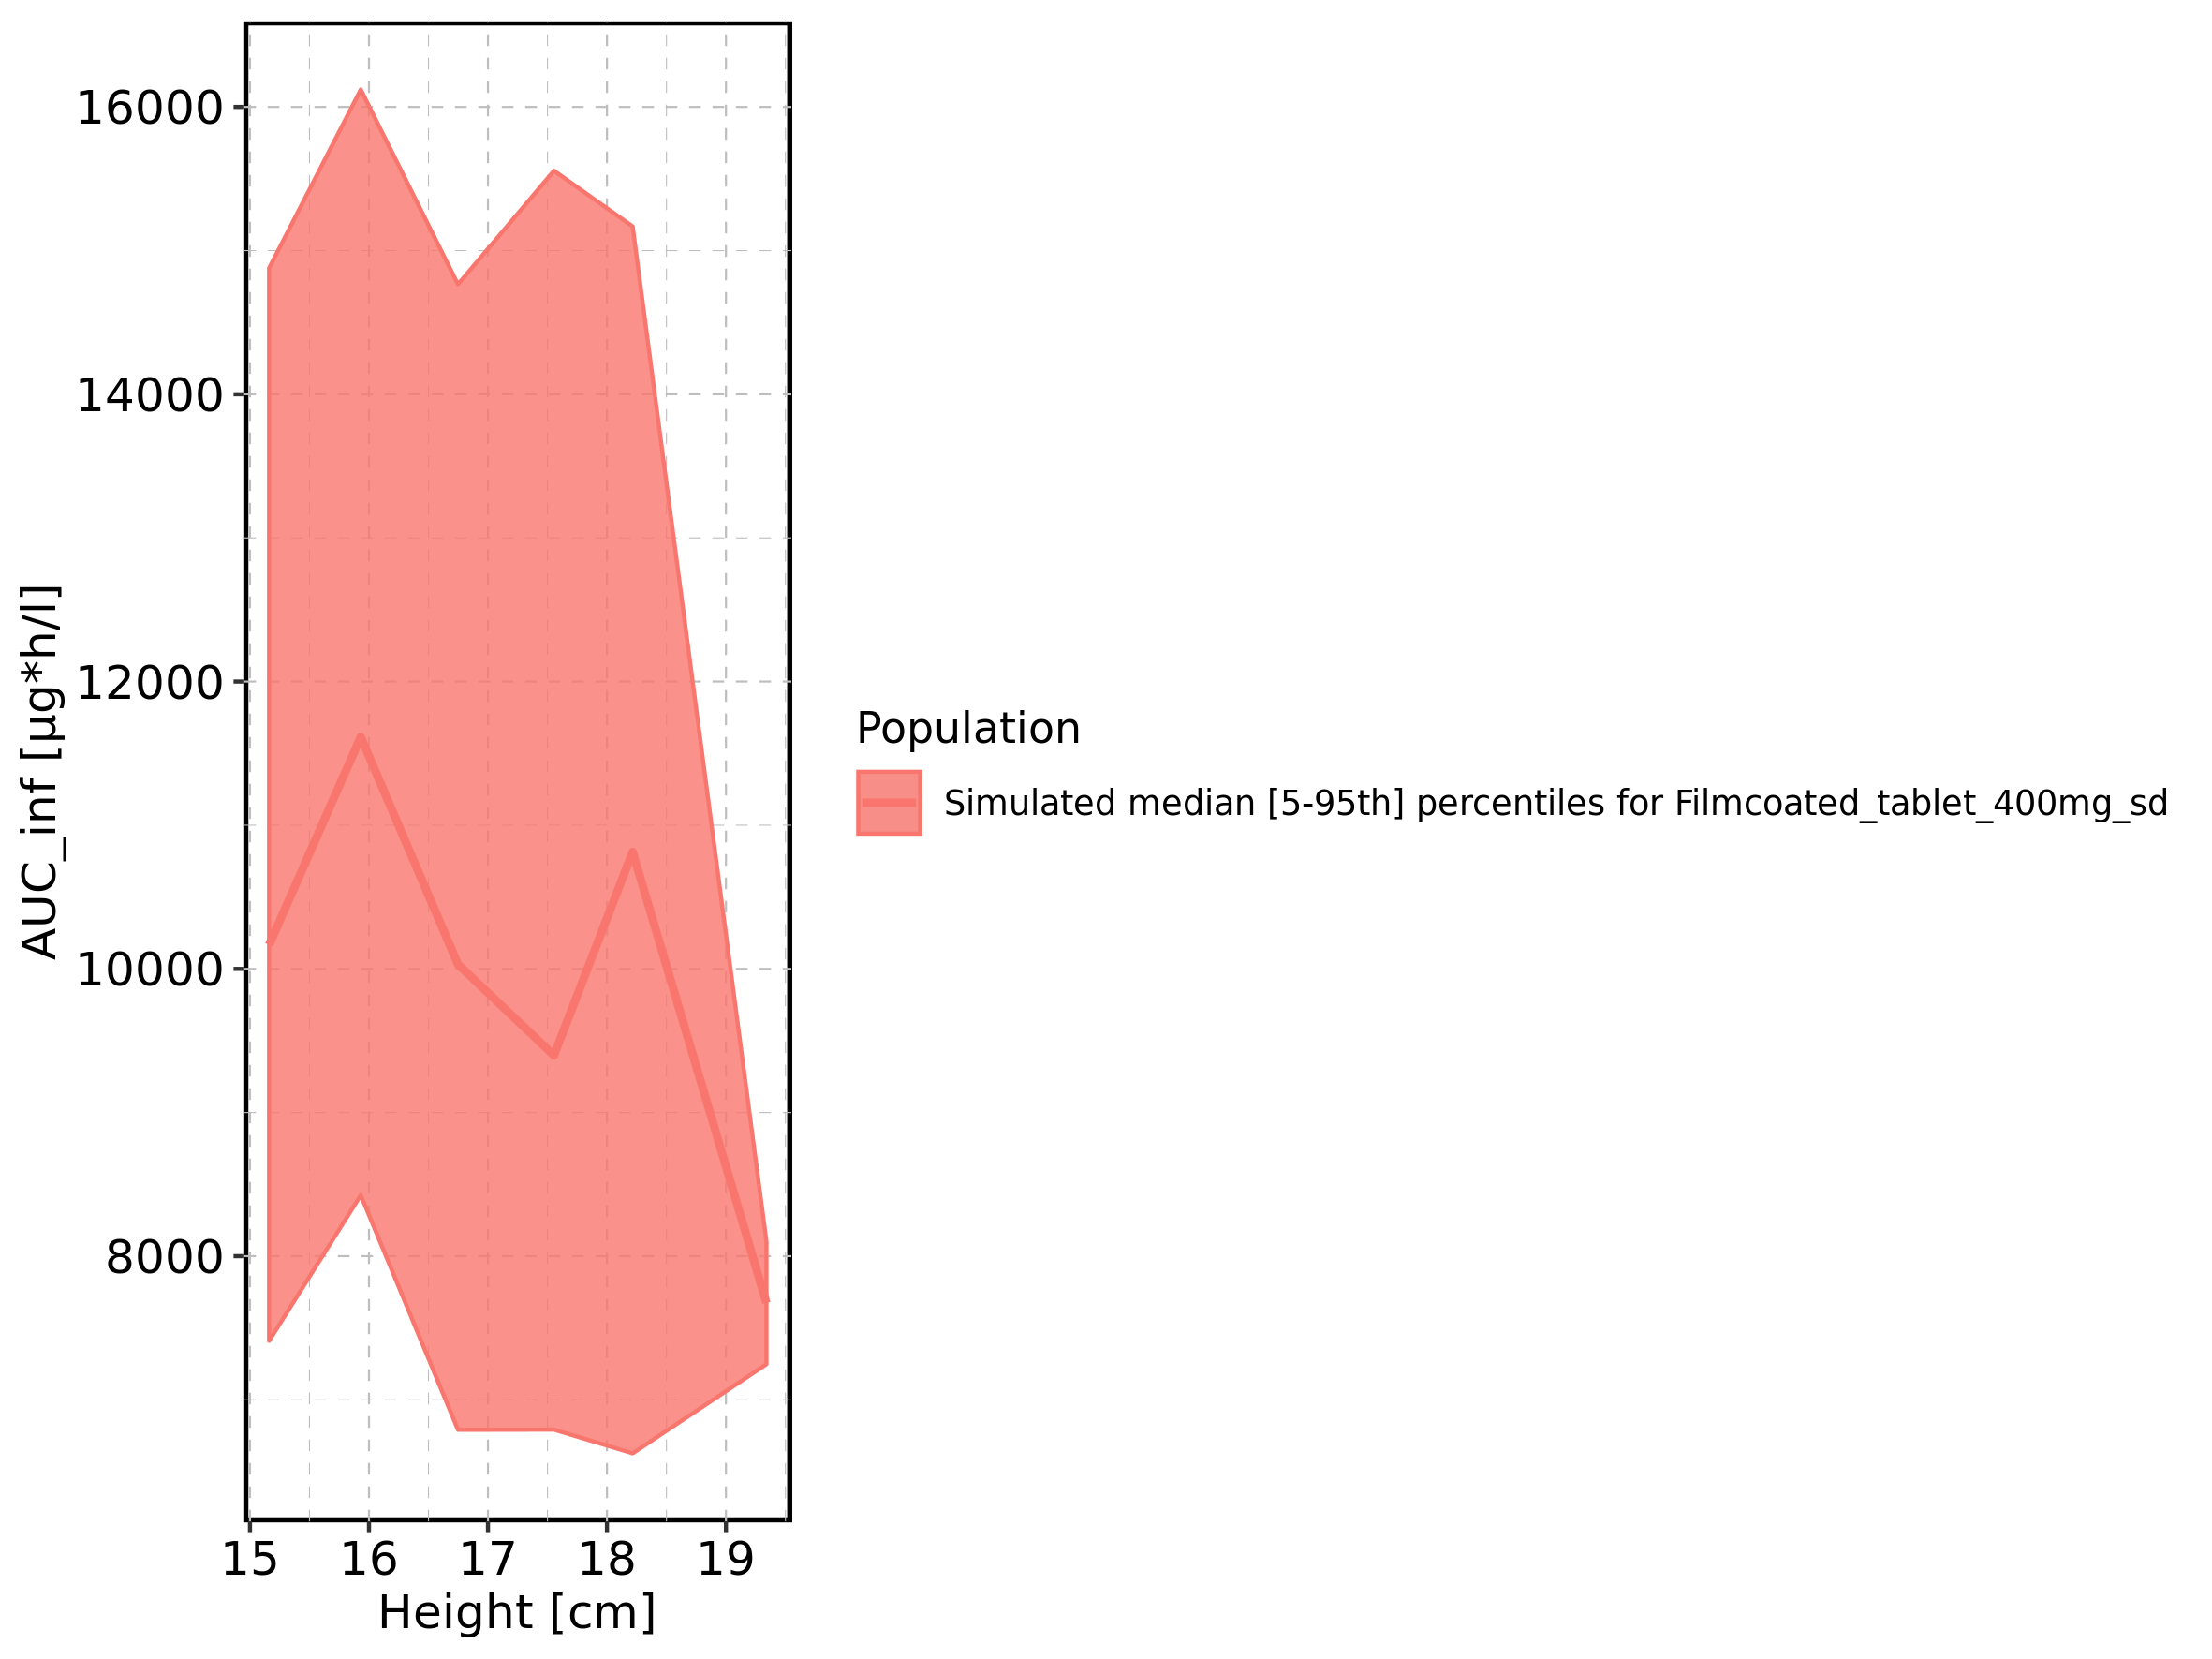 16000
14000
12000
10000
8000
AUC_inf [µg*h/l]
15 16 17 18 19
Height [cm]
Population
Simulated median [5-95th] percentiles for Filmcoated_tablet_400mg_sd